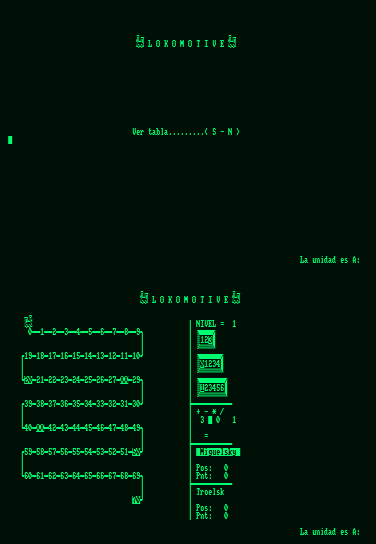 L O K O M O T I V E
Ver tabla.........( S - N )
La unidad es A:
L O K O M O T I V E
0—1—2—3—4—5—6—7—8—9
19-18-17-16-15-14-13-12-11-10
21-22-23-24-25-26-27 29
39-38-37-36-35-34-33-32-31-30
40 42-43-44-45-46-47-48-49
59-58-57-56-55-54-53-52-51
60-61-62-63-64-65-66-67-68-69
NIVEL = 1
1234
23456
+ - * /
3 0 1
=
Miguelsky
Pos: 0
Pnt: 0
Troelsk
Pos: 0
Pnt: 0
La unidad es A: